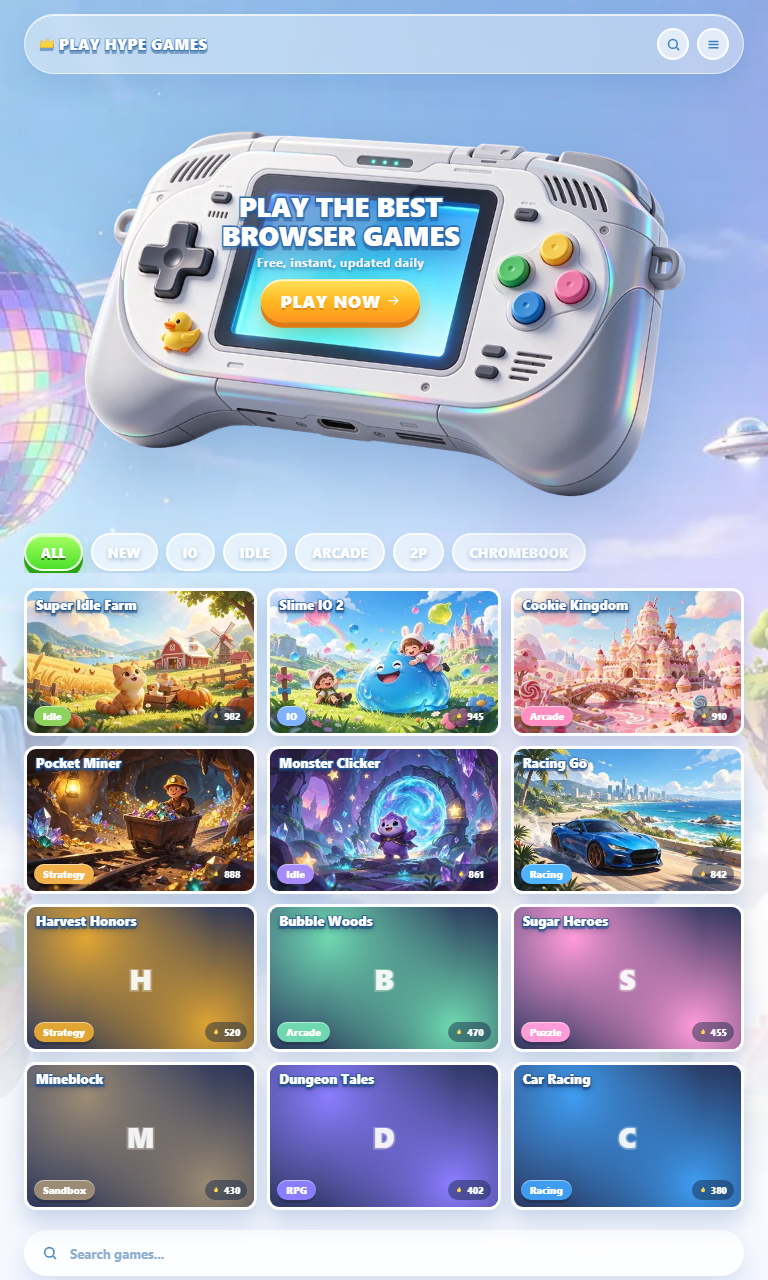 PLAY HYPE GAMES
PLAY THE BEST
BROWSER GAMES
Free, instant, updated daily
PLAY NOW →
ALL NEW IO IDLE ARCADE 2P CHROMEBOOK
Super Idle Farm
Idle 982
Slime IO 2
IO 945
Cookie Kingdom
Arcade 910
Pocket Miner
Strategy 888
Monster Clicker
Idle 861
Racing Go
Racing 842
Harvest Honors
H
Strategy 520
Bubble Woods
B
Arcade 470
Sugar Heroes
S
Puzzle 455
Mineblock
M
Sandbox 430
Dungeon Tales
D
RPG 402
Car Racing
C
Racing 380
Search games...